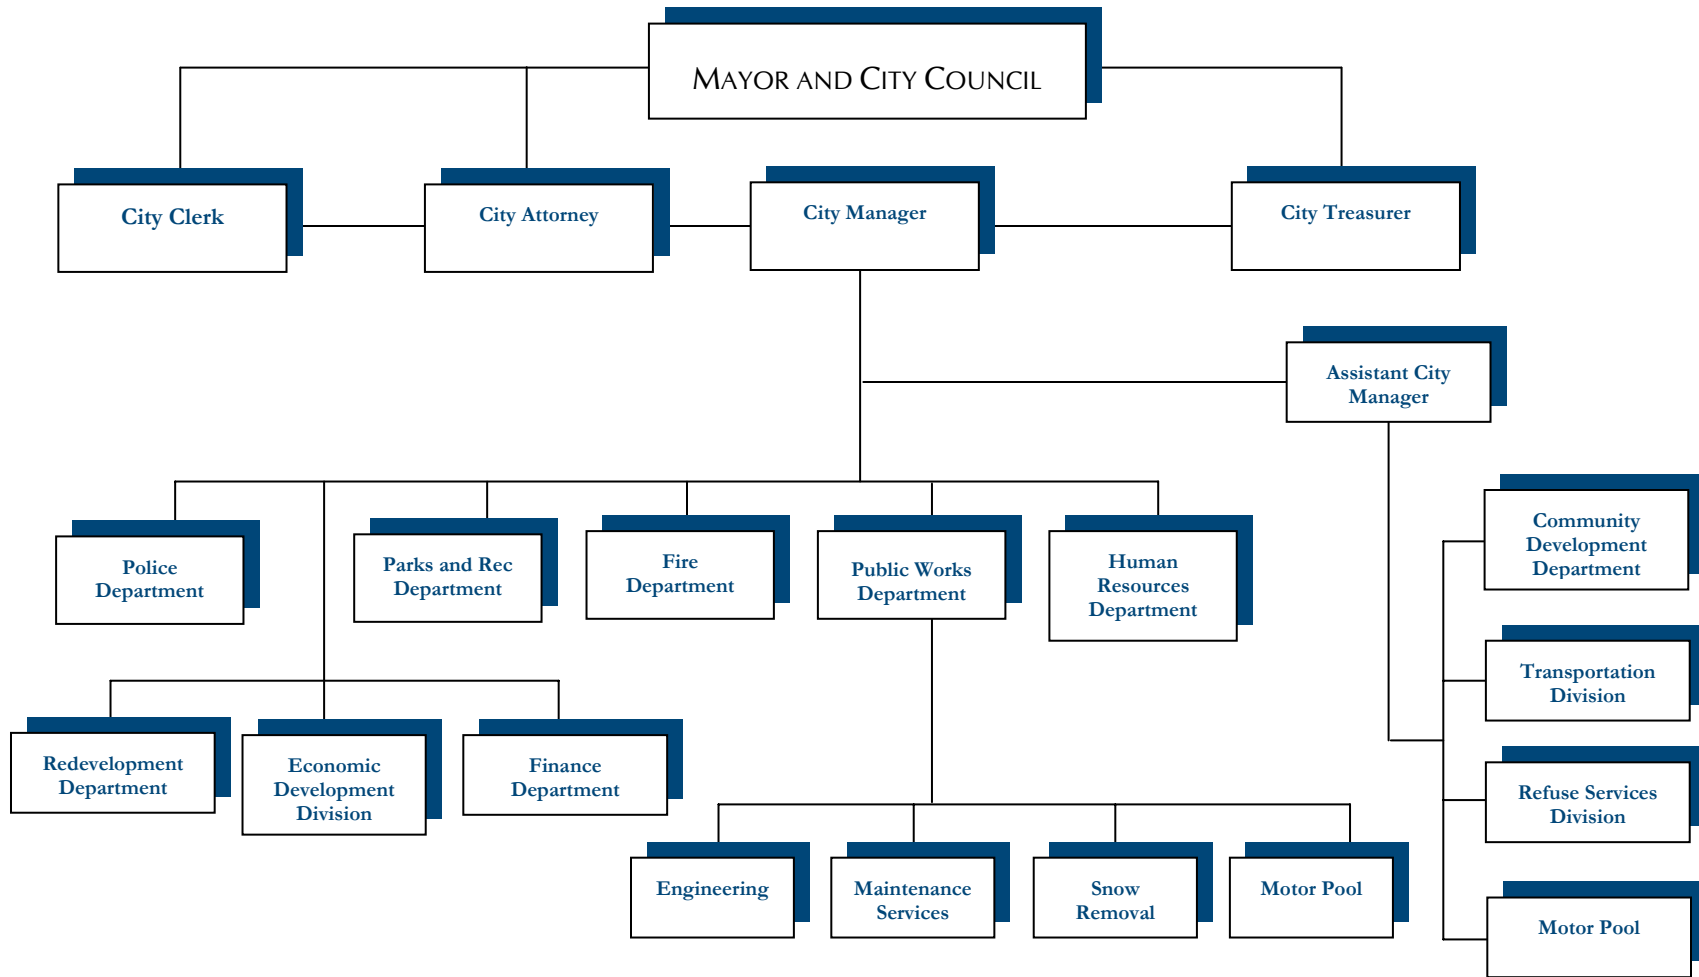 MAYOR AND CITY COUNCIL
City Clerk
City Attorney
City Manager
City Treasurer
Assistant City
Manager
Police
Department
Parks and Rec
Department
Fire
Department
Public Works
Department
Human
Resources
Department
Community
Development
Department
Transportation
Division
Refuse Services
Division
Motor Pool
Redevelopment
Department
Economic
Development
Division
Finance
Department
Engineering
Maintenance
Services
Snow
Removal
Motor Pool